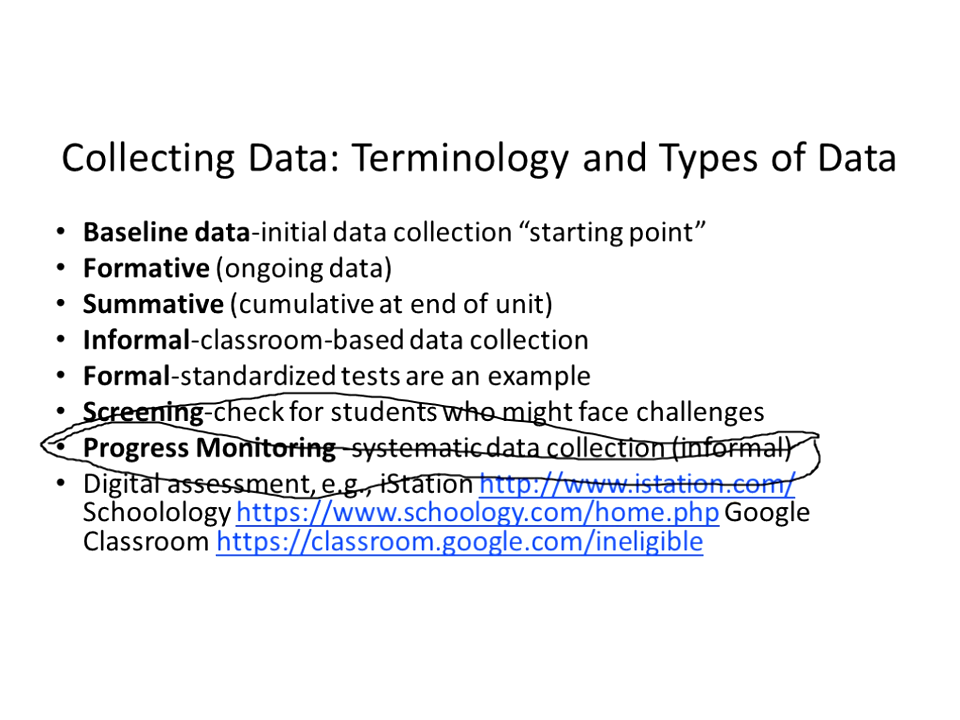 Collecting Data: Terminology and Types of Data
• Baseline data-initial data collection “starting point”
• Formative (ongoing data)
• Summative (cumulative at end of unit)
• Informal-classroom-based data collection
• Formal-standardized tests are an example
• Screening-check for students who might face challenges
• Progress Monitoring -systematic data collection (informal)
• Digital assessment, e.g., iStation http://www.istation.com/
Schoolology https://www.schoology.com/home.php Google
Classroom https://classroom.google.com/ineligible